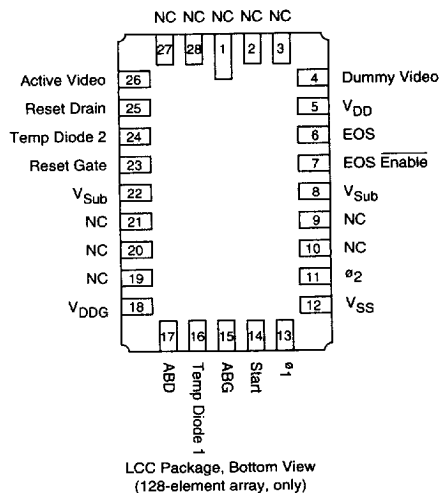 NC NC NC NC NC
27 28 1 2 3
Active Video 26 4 Dummy Video
Reset Drain 25 5 VDD
Temp Diode 2 24 6 EOS
Reset Gate 23 7 EOS Enable
VSub 22 8 VSub
NC 21 9 NC
NC 20 10 NC
NC 19 11 ø2
VDDG 18 12 VSS
17 16 15 14 13
ABD Temp Diode 1 ABG Start ø1
LCC Package, Bottom View
(128-element array, only)